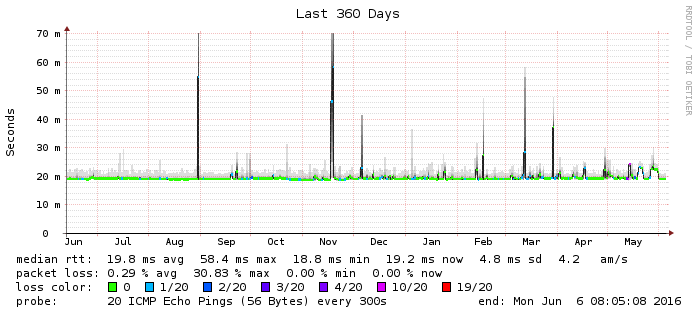 Last 360 Days
RRDTOOL / TOBI OETIKER
Seconds
70 m
60 m
50 m
40 m
30 m
20 m
10 m
0
Jun Jul Aug Sep Oct Nov Dec Jan Feb Mar Apr May
median rtt: 19.8 ms avg 58.4 ms max 18.8 ms min 19.2 ms now 4.8 ms sd 4.2 am/s
packet loss: 0.29 % avg 30.83 % max 0.00 % min 0.00 % now
loss color: 0 1/20 2/20 3/20 4/20 10/20 19/20
probe: 20 ICMP Echo Pings (56 Bytes) every 300s end: Mon Jun 6 08:05:08 2016